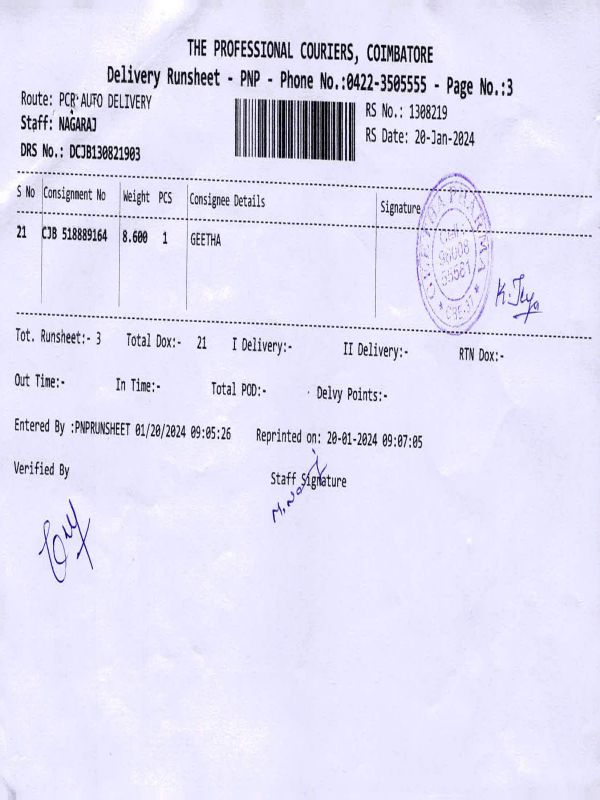 THE PROFESSIONAL COURIERS, COIMBATORE
Delivery Runsheet - PNP - Phone No.:0422-3505555 - Page No.:3
Route: PCR AUTO DELIVERY
RS No.: 1308219
Staff: NAGARAJ
RS Date: 20-Jan-2024
DRS No.: DCJB130821903
S No Consignment No Weight PCS Consignee Details Signature
21 CJB 518889164 8.600 1 GEETHA
PHARMA
Tot. Runsheet:- 3 Total Dox:- 21 I Delivery:- II Delivery:- RTN Dox:-
Out Time:- In Time:- Total POD:- Delvy Points:-
Entered By :PNPRUNSHEET 01/20/2024 09:05:26 Reprinted on: 20-01-2024 09:07:05
Verified By Staff Signature